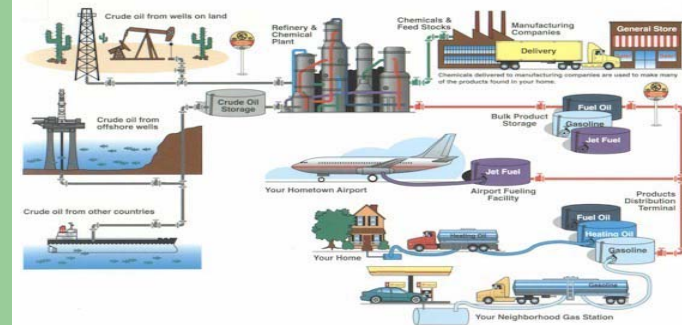 Crude oil from wells on land
Refinery &
Chemical
Plant
Chemicals &
Feed Stocks
Manufacturing
Companies
General Store
Delivery
Chemicals delivered to manufacturing companies are used to make many
of the products found in your home.
Crude Oil
Storage
Crude oil from
offshore wells
Bulk Product
Storage
Fuel Oil
Gasoline
Jet Fuel
Your Hometown Airport
Jet Fuel
Airport Fueling
Facility
Products
Distribution
Terminal
Crude oil from other countries
Fuel Oil
Heating Oil
Gasoline
Heating Oil
Your Home
Gasoline
Your Neighborhood Gas Station